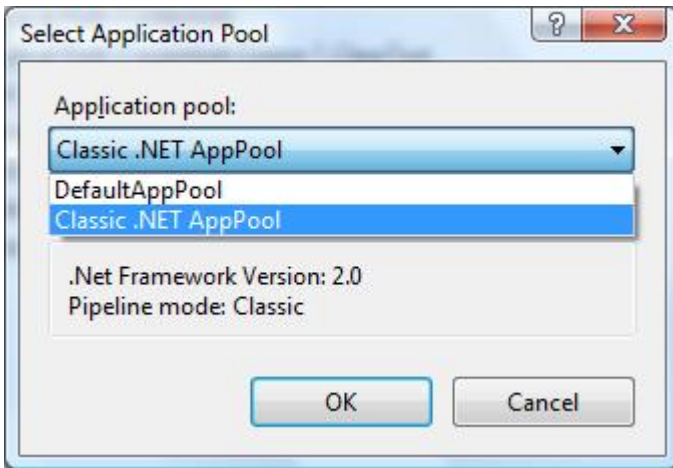 Select Application Pool
Application pool:
Classic .NET AppPool
DefaultAppPool
Classic .NET AppPool
.Net Framework Version: 2.0
Pipeline mode: Classic
OK
Cancel